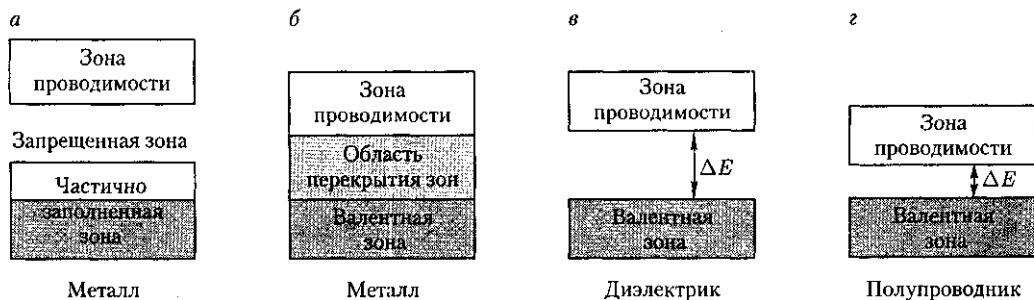 а
Зона
проводимости
Запрещенная зона
Частично
заполненная
зона
Металл
б
Зона
проводимости
Область
перекрытия зон
Валентная
зона
Металл
в
Зона
проводимости
ΔE
Валентная
зона
Диэлектрик
г
Зона
проводимости
ΔE
Валентная
зона
Полупроводник